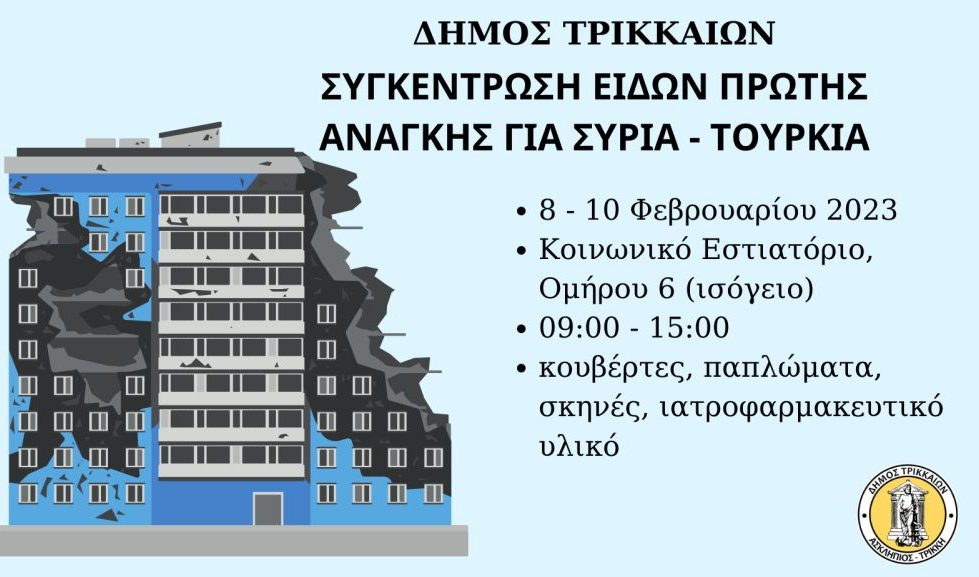 ΔΗΜΟΣ ΤΡΙΚΚΑΙΩΝ
ΣΥΓΚΕΝΤΡΩΣΗ ΕΙΔΩΝ ΠΡΩΤΗΣ
ΑΝΑΓΚΗΣ ΓΙΑ ΣΥΡΙΑ - ΤΟΥΡΚΙΑ
• 8 - 10 Φεβρουαρίου 2023
• Κοινωνικό Εστιατόριο,
Ομήρου 6 (ισόγειο)
• 09:00 - 15:00
• κουβέρτες, παπλώματα,
σκηνές, ιατροφαρμακευτικό
υλικό
ΔΗΜΟΣ ΤΡΙΚΚΑΙΩΝ
ΑΣΚΛΗΠΙΟΣ - ΤΡΙΚΚΗ